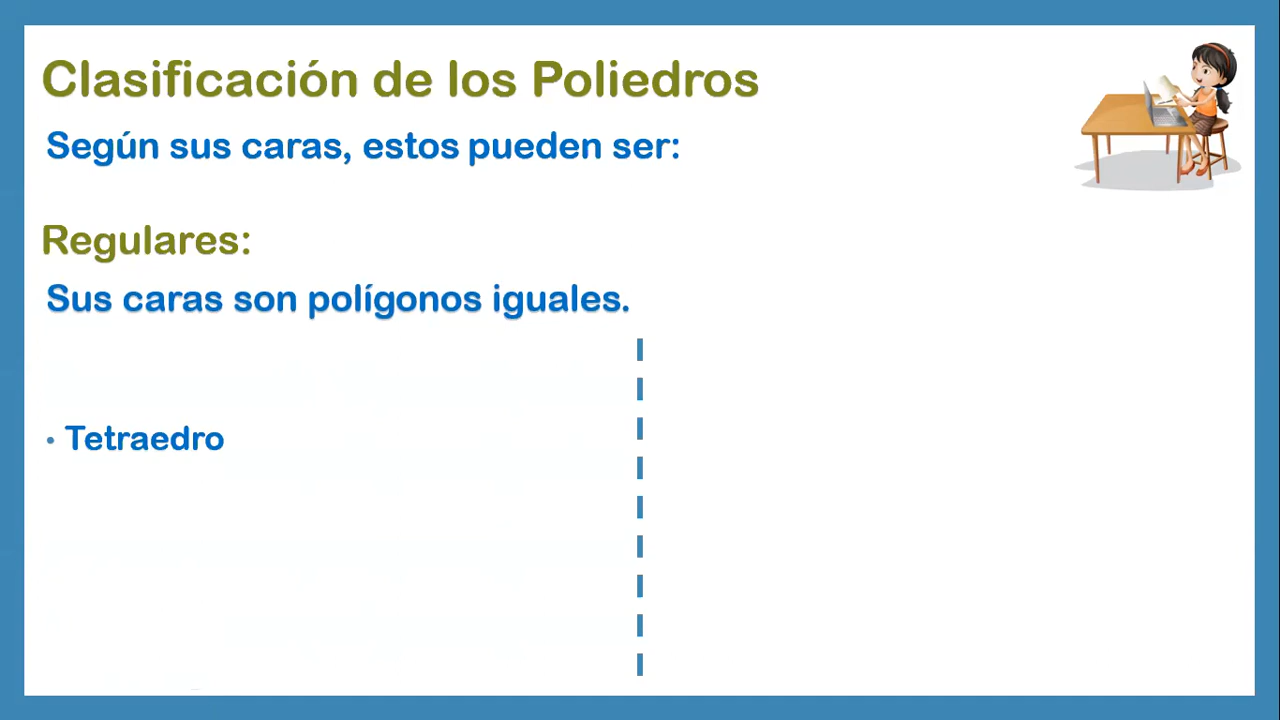 Clasificación de los Poliedros
Según sus caras, estos pueden ser:
Regulares:
Sus caras son polígonos iguales.
• Tetraedro